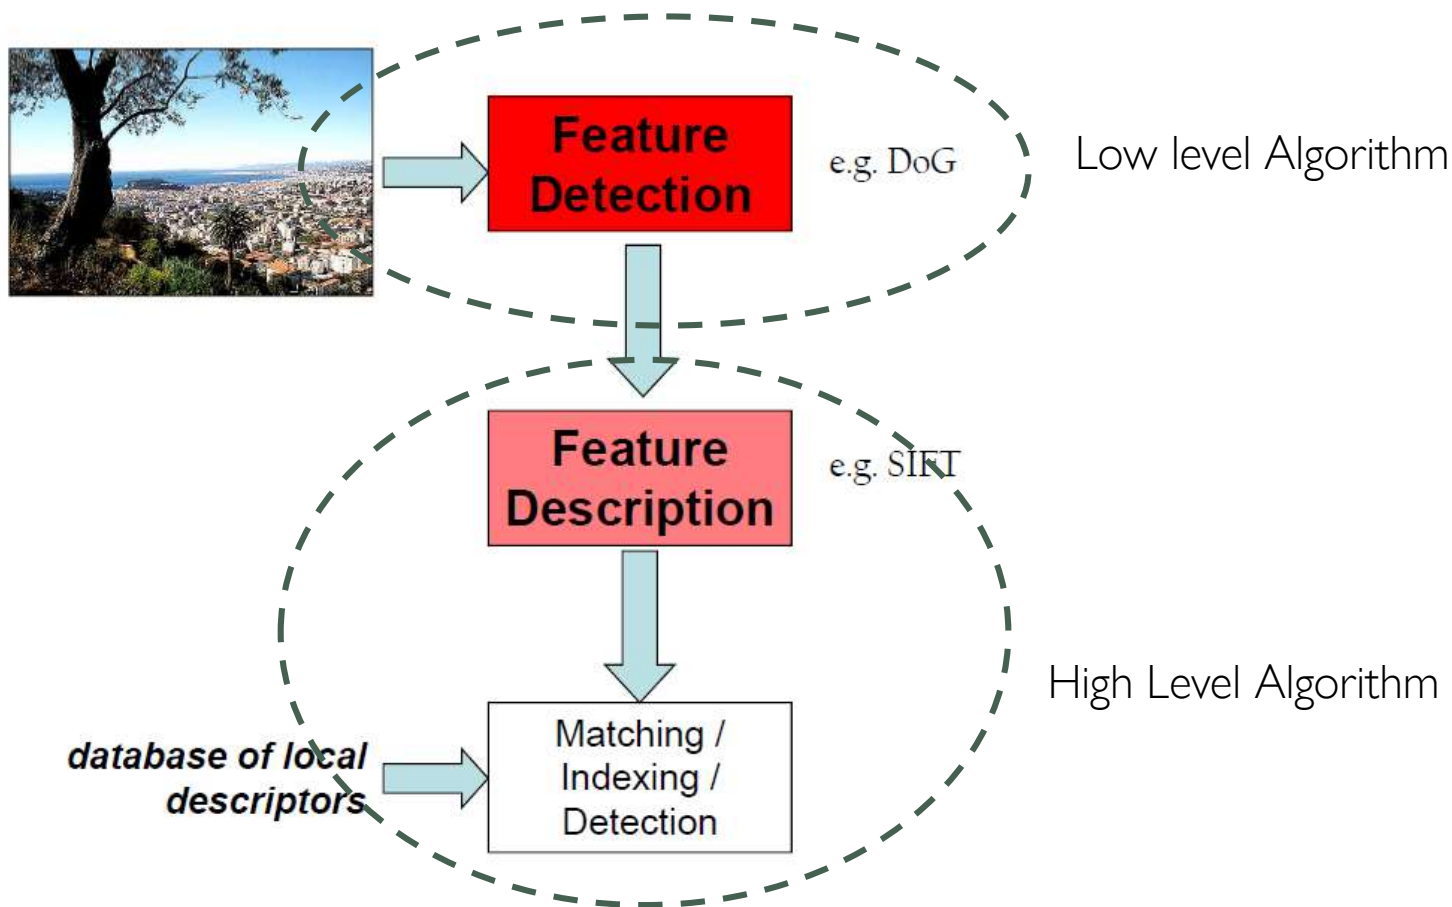 Feature
Detection
e.g. DoG
Low level Algorithm
Feature
Description
e.g. SIFT
High Level Algorithm
database of local
descriptors
Matching /
Indexing /
Detection